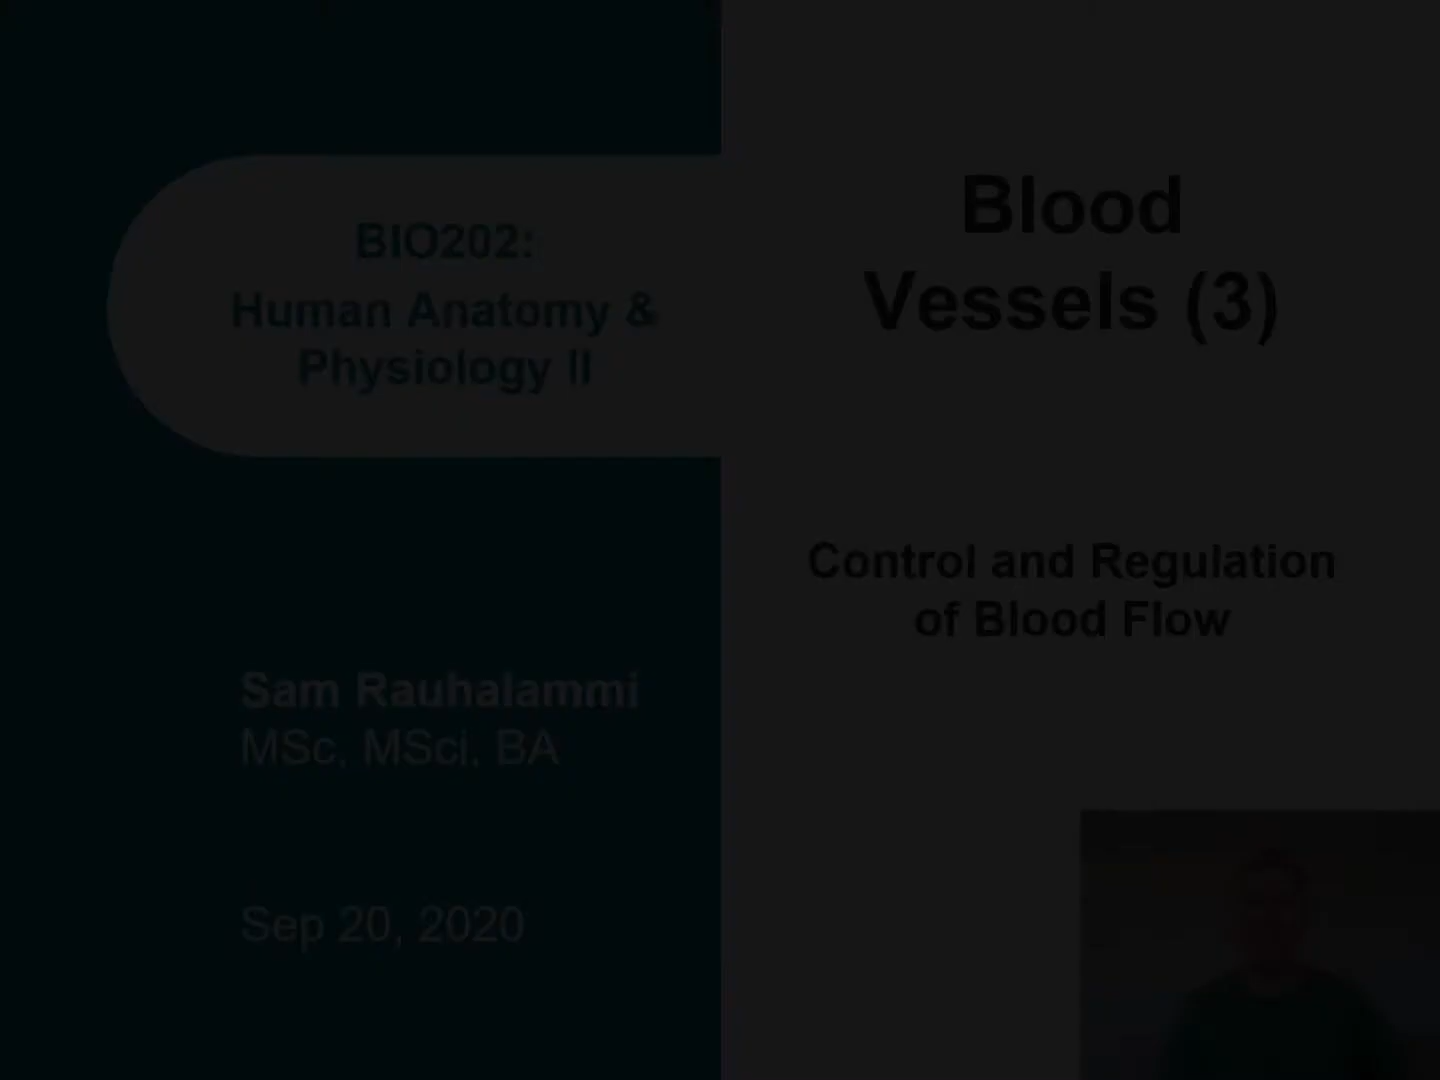 BIO202:
Human Anatomy &
Physiology II
Sam Rauhalammi
MSc, MSci, BA
Sep 20, 2020
Blood
Vessels (3)
Control and Regulation
of Blood Flow